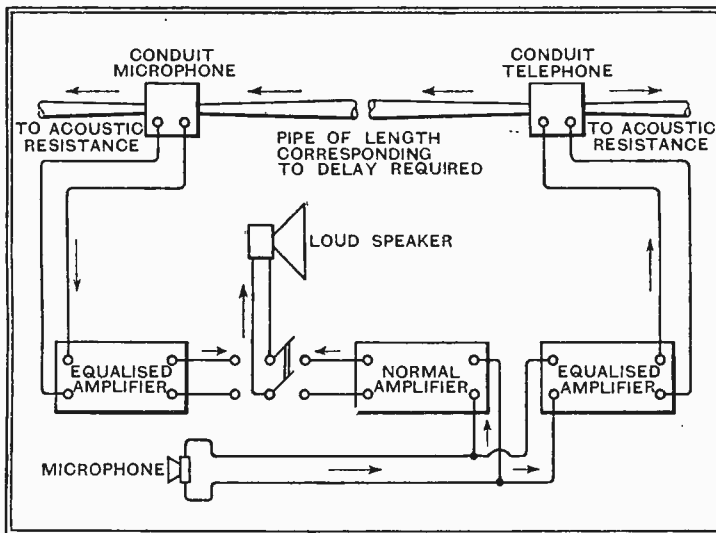 CONDUIT
MICROPHONE
CONDUIT
TELEPHONE
TO ACOUSTIC
RESISTANCE
PIPE OF LENGTH
CORRESPONDING
TO DELAY REQUIRED
TO ACOUSTIC
RESISTANCE
LOUD SPEAKER
EQUALISED
AMPLIFIER
NORMAL
AMPLIFIER
EQUALISED
AMPLIFIER
MICROPHONE